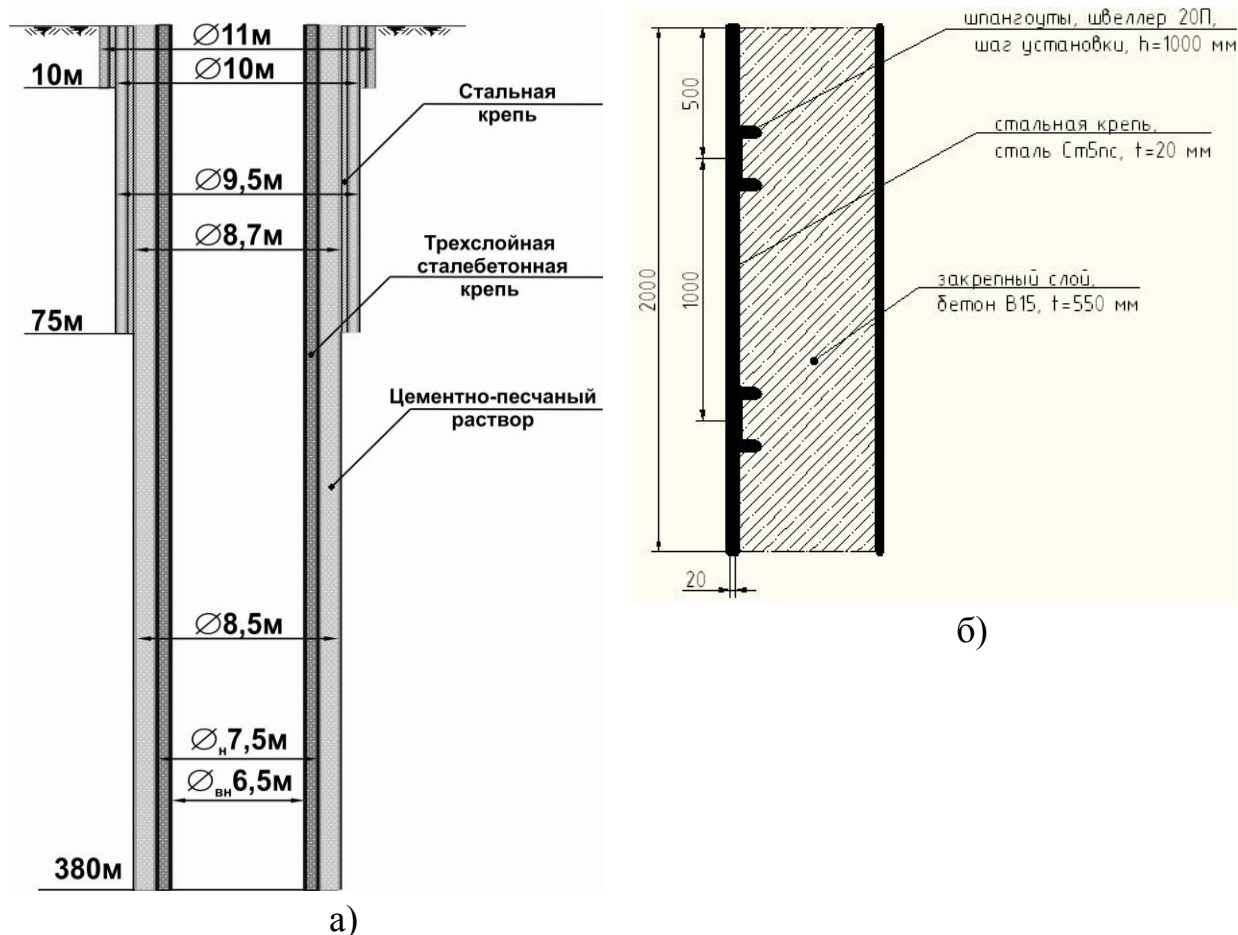 ∅11м
∅10м
10м
Стальная
крепь
∅9,5м
∅8,7м
Трехслойная
сталебетонная
крепь
75м
Цементно-песчаный
раствор
∅8,5м
∅н7,5м
∅вн6,5м
380м
а)
шпангоуты, швеллер 20П,
шаг установки, h=1000 мм
500
стальная крепь,
сталь Ст5пс, t=20 мм
2000
1000
закрепный слой,
бетон В15, t=550 мм
20
б)